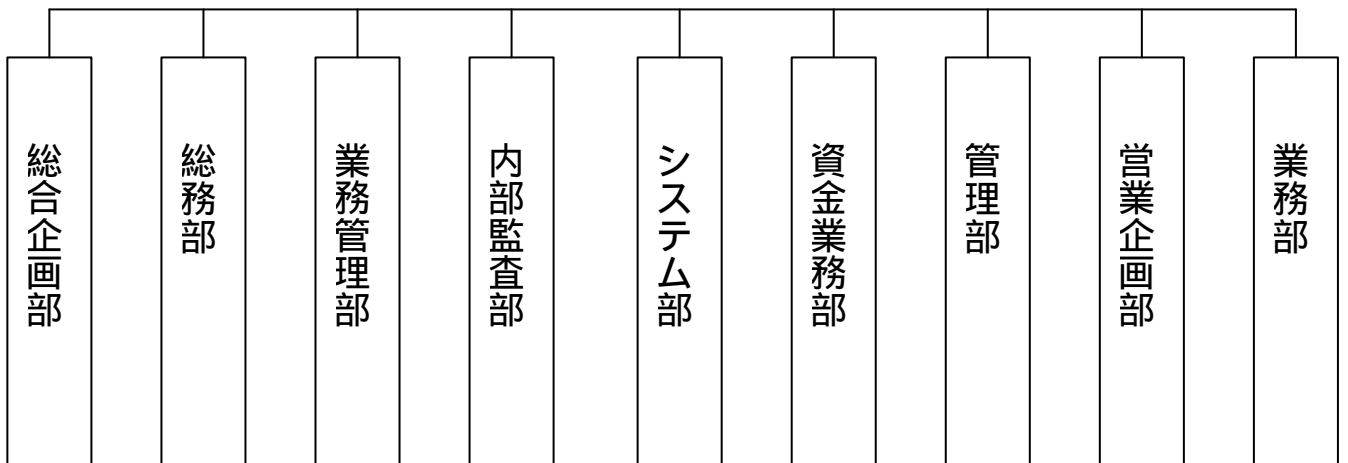 総合企画部
総務部
業務管理部
内部監査部
システム部
資金業務部
管理部
営業企画部
業務部